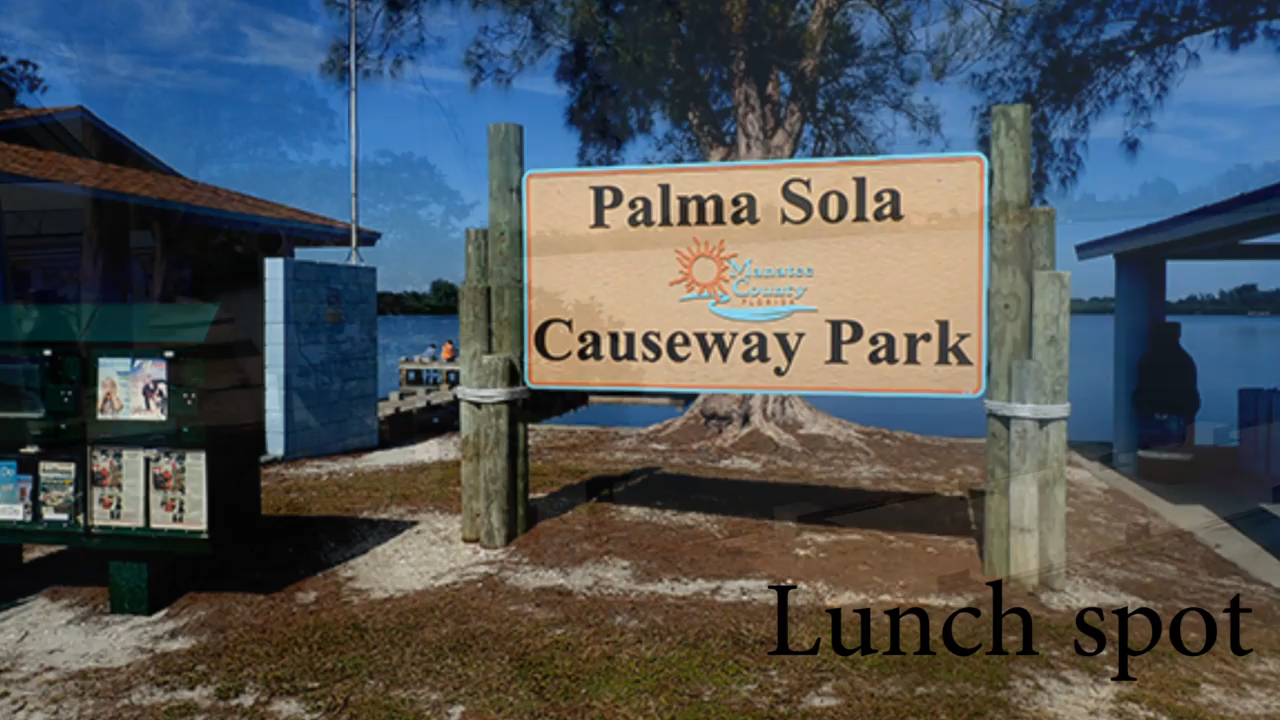 Palma Sola
Manatee
County
FLORIDA
Causeway Park
Lunch spot